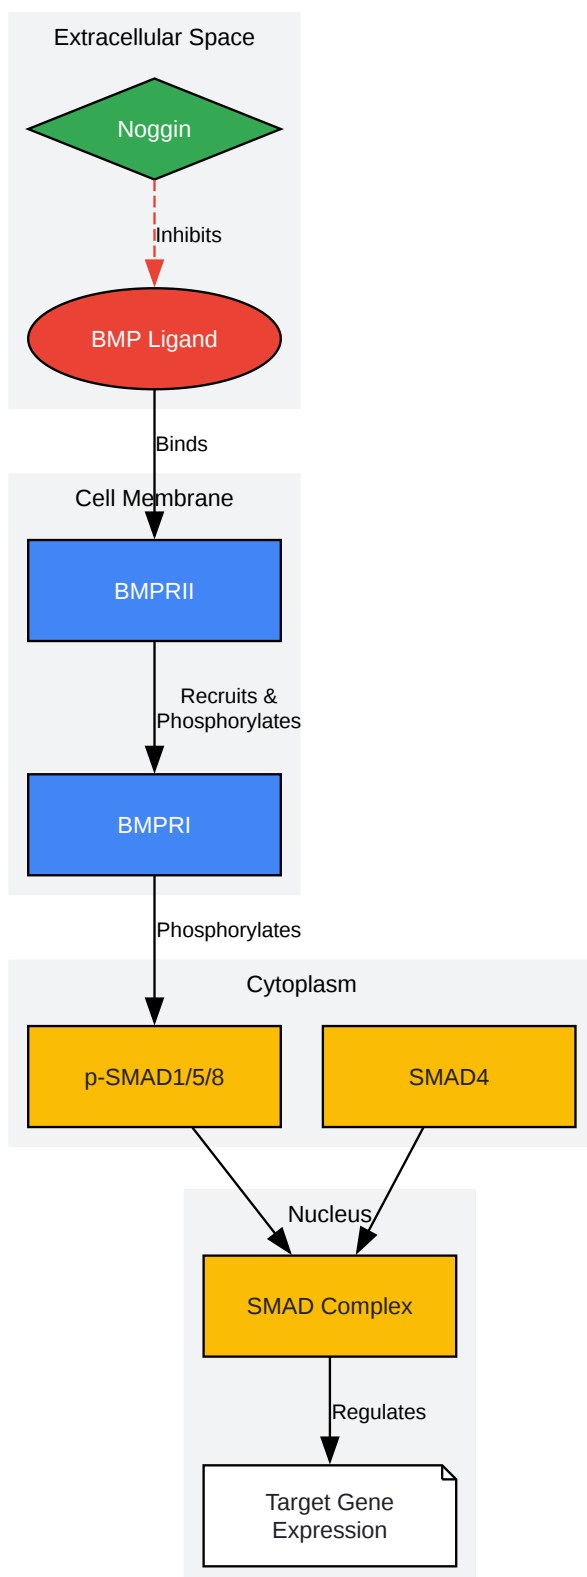 Extracellular Space
Noggin
Inhibits
BMP Ligand
Binds
Cell Membrane
BMPRII
Recruits &
Phosphorylates
BMPRI
Phosphorylates
Cytoplasm
p-SMAD1/5/8
SMAD4
Nucleus
SMAD Complex
Regulates
Target Gene
Expression